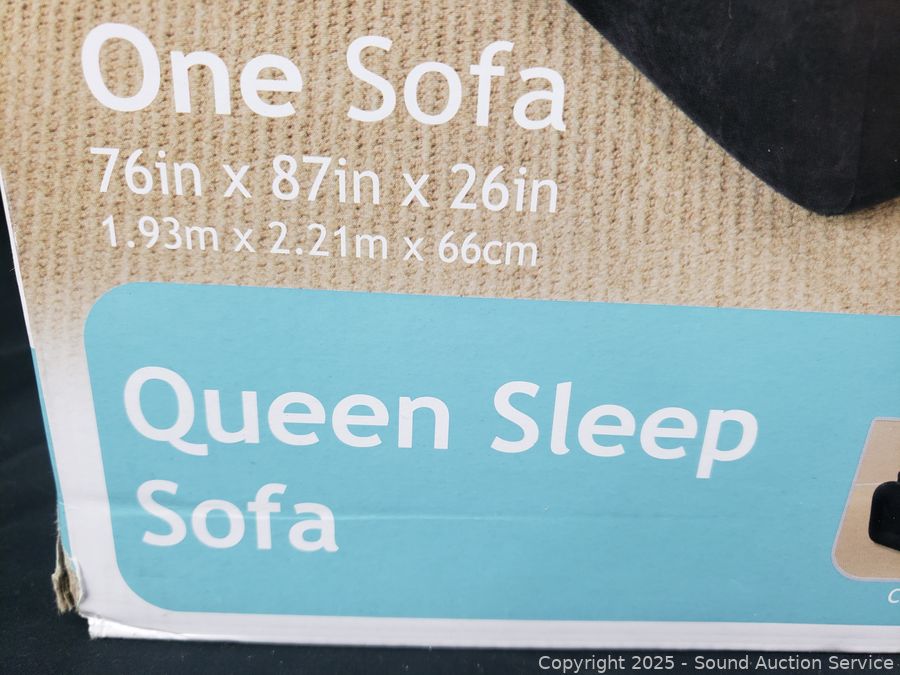 One Sofa
76in x 87in x 26in
1.93m x 2.21m x 66cm
Queen Sleep
Sofa
Copyright 2025 - Sound Auction Service